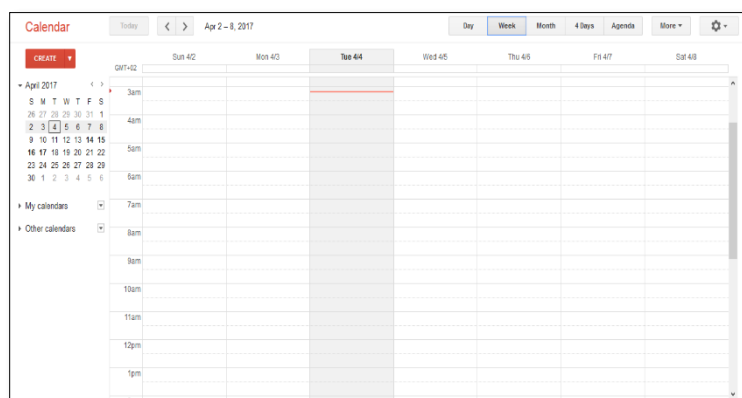 Calendar
Today
Apr 2 – 8, 2017
Day Week Month 4 Days Agenda More
CREATE
Sun 4/2 Mon 4/3 Tue 4/4 Wed 4/5 Thu 4/6 Fri 4/7 Sat 4/8
GMT+02
April 2017
S M T W T F S
26 27 28 29 30 31 1
2 3 4 5 6 7 8
9 10 11 12 13 14 15
16 17 18 19 20 21 22
23 24 25 26 27 28 29
30 1 2 3 4 5 6
My calendars
Other calendars
3am
4am
5am
6am
7am
8am
9am
10am
11am
12pm
1pm